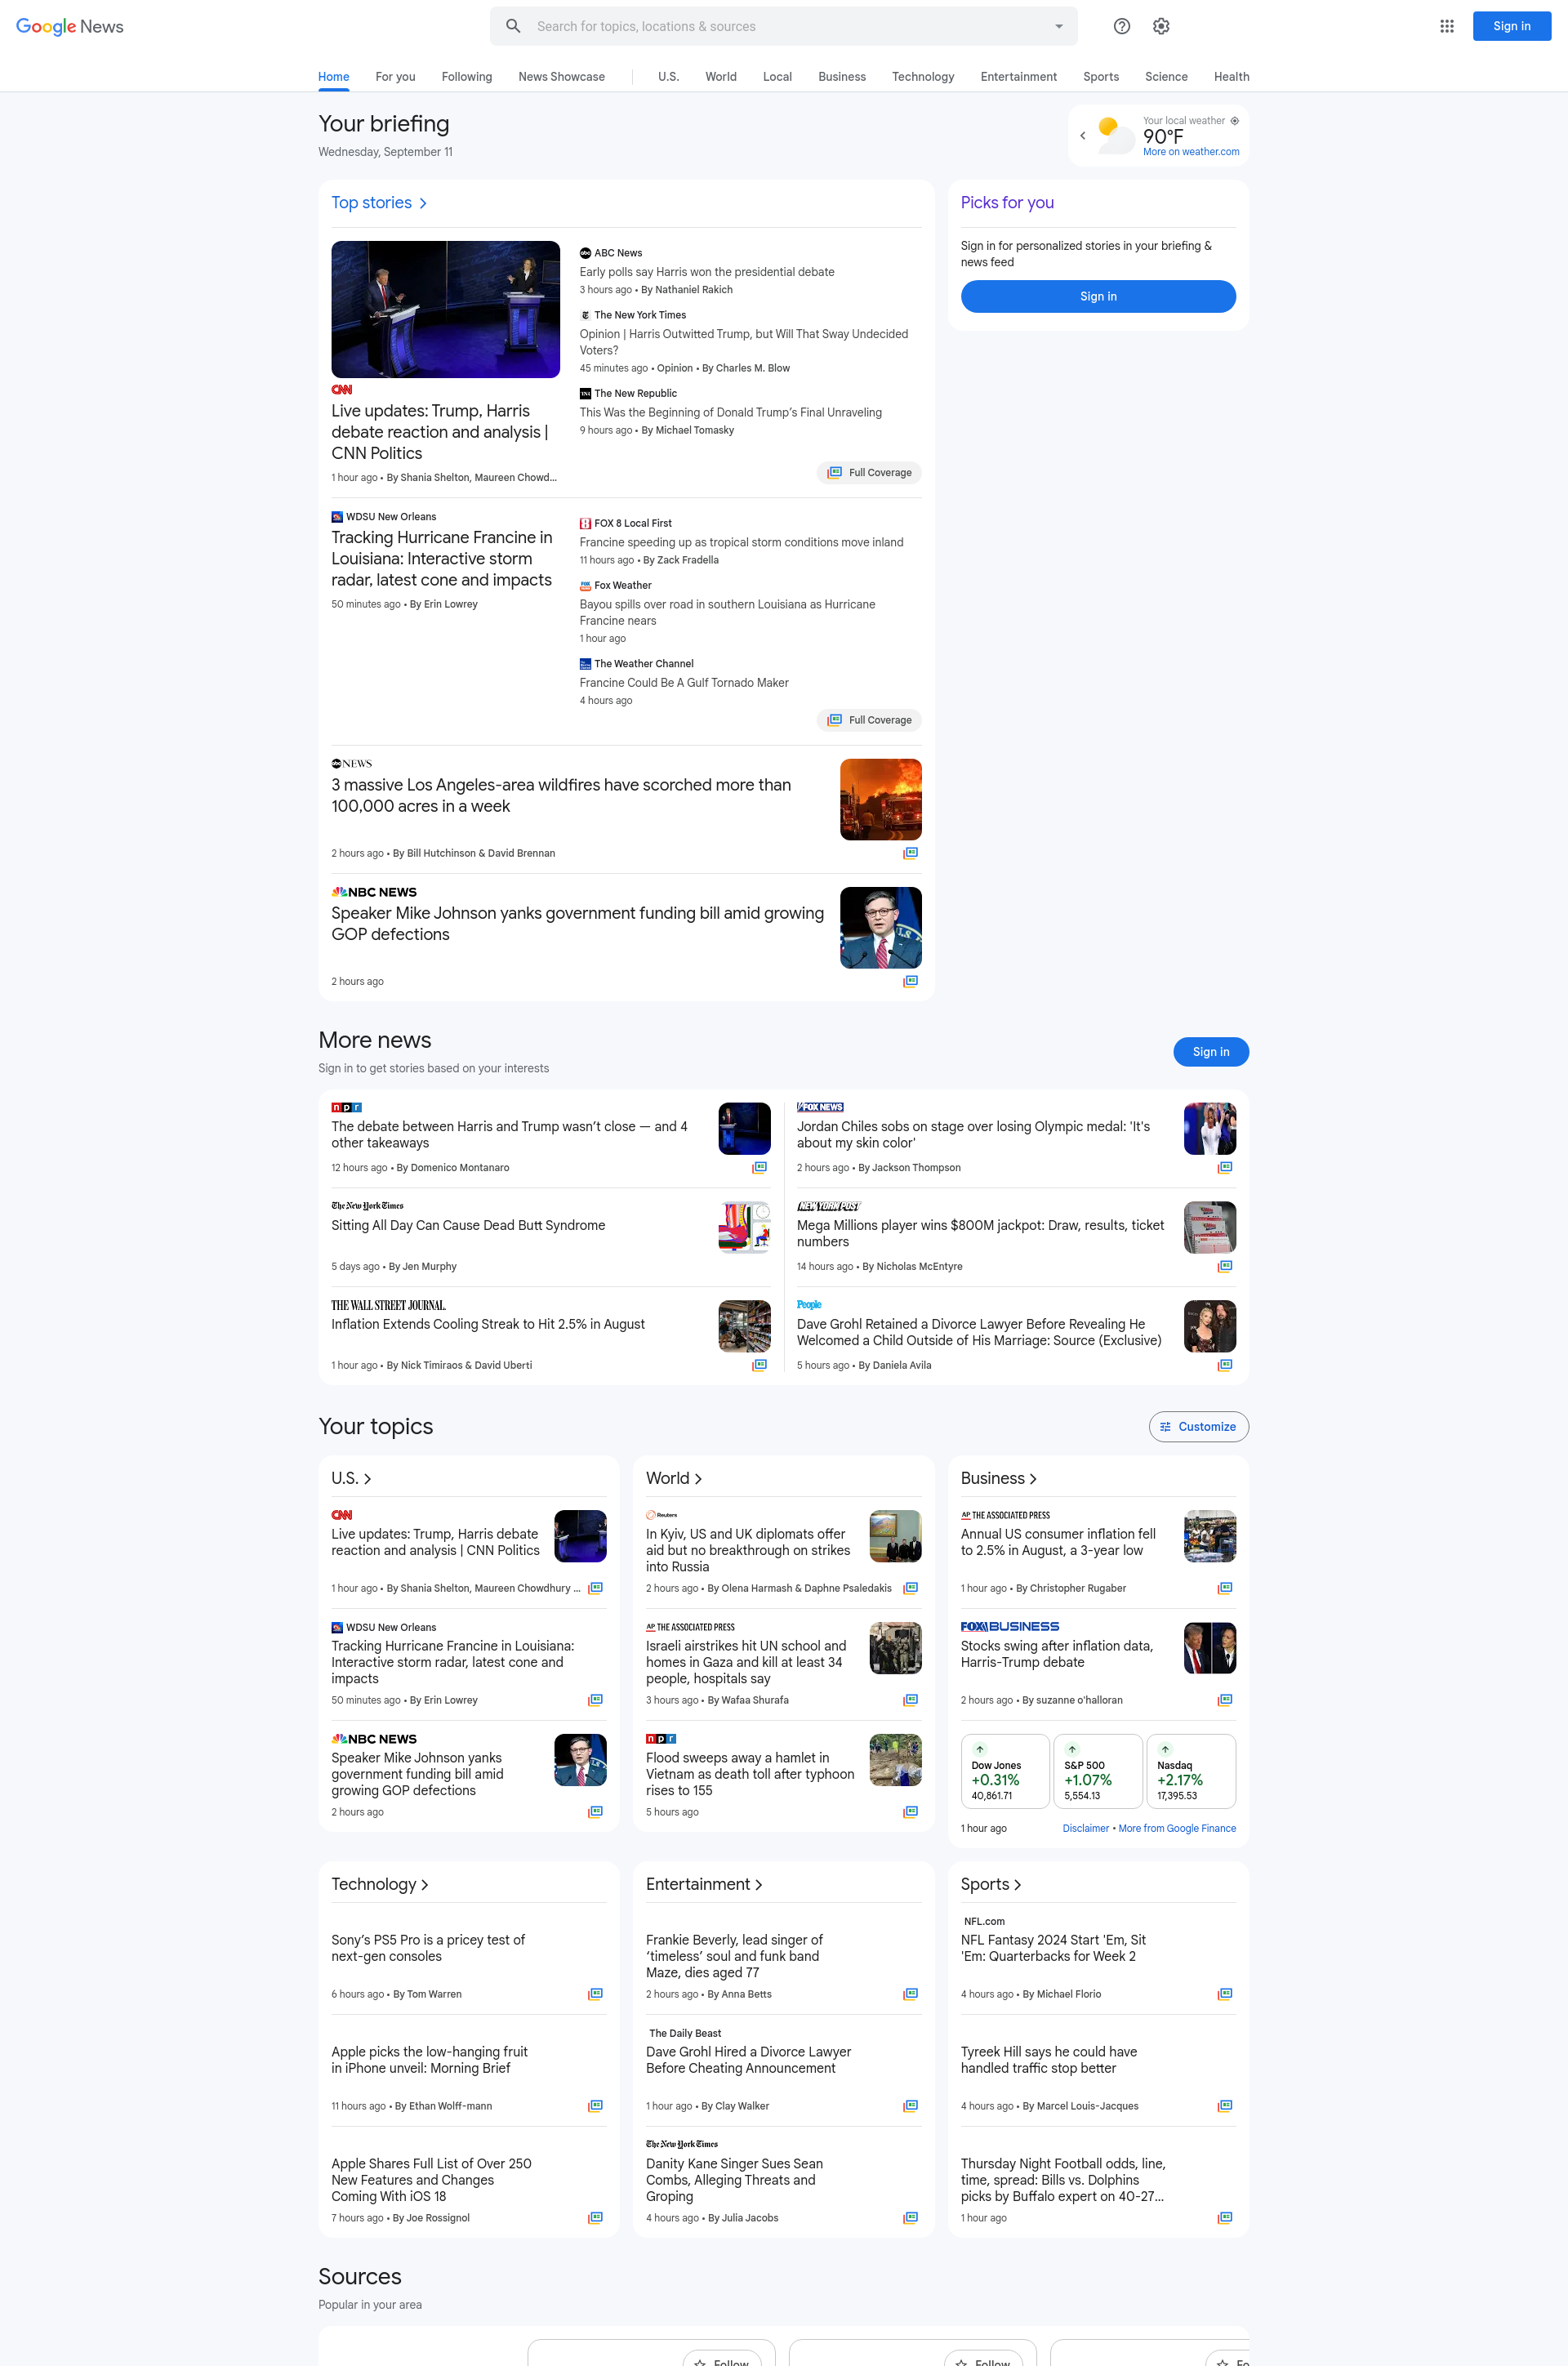 Google News
Search for topics, locations & sources
Sign in
Home
For you
Following
News Showcase
U.S.
World
Local
Business
Technology
Entertainment
Sports
Science
Health
Your briefing
Wednesday, September 11
Your local weather
90°F
More on weather.com
Top stories
CNN
Live updates: Trump, Harris
debate reaction and analysis |
CNN Politics
1 hour ago • By Shania Shelton, Maureen Chowd...
abc ABC News
Early polls say Harris won the presidential debate
3 hours ago • By Nathaniel Rakich
The New York Times
Opinion | Harris Outwitted Trump, but Will That Sway Undecided
Voters?
45 minutes ago • Opinion • By Charles M. Blow
TNR The New Republic
This Was the Beginning of Donald Trump’s Final Unraveling
9 hours ago • By Michael Tomasky
Full Coverage
WDSU New Orleans
Tracking Hurricane Francine in
Louisiana: Interactive storm
radar, latest cone and impacts
50 minutes ago • By Erin Lowrey
FOX 8 Local First
Francine speeding up as tropical storm conditions move inland
11 hours ago • By Zack Fradella
Fox Weather
Bayou spills over road in southern Louisiana as Hurricane
Francine nears
1 hour ago
The Weather Channel
Francine Could Be A Gulf Tornado Maker
4 hours ago
Full Coverage
abc NEWS
3 massive Los Angeles-area wildfires have scorched more than
100,000 acres in a week
2 hours ago • By Bill Hutchinson & David Brennan
NBC NEWS
Speaker Mike Johnson yanks government funding bill amid growing
GOP defections
2 hours ago
Picks for you
Sign in for personalized stories in your briefing &
news feed
Sign in
More news
Sign in to get stories based on your interests
Sign in
npr
The debate between Harris and Trump wasn’t close — and 4
other takeaways
12 hours ago • By Domenico Montanaro
The New York Times
Sitting All Day Can Cause Dead Butt Syndrome
5 days ago • By Jen Murphy
THE WALL STREET JOURNAL.
Inflation Extends Cooling Streak to Hit 2.5% in August
1 hour ago • By Nick Timiraos & David Uberti
FOX NEWS
Jordan Chiles sobs on stage over losing Olympic medal: 'It's
about my skin color'
2 hours ago • By Jackson Thompson
NEW YORK POST
Mega Millions player wins $800M jackpot: Draw, results, ticket
numbers
14 hours ago • By Nicholas McEntyre
People
Dave Grohl Retained a Divorce Lawyer Before Revealing He
Welcomed a Child Outside of His Marriage: Source (Exclusive)
5 hours ago • By Daniela Avila
Your topics
Customize
U.S.
CNN
Live updates: Trump, Harris debate
reaction and analysis | CNN Politics
1 hour ago • By Shania Shelton, Maureen Chowdhury ...
WDSU New Orleans
Tracking Hurricane Francine in Louisiana:
Interactive storm radar, latest cone and
impacts
50 minutes ago • By Erin Lowrey
NBC NEWS
Speaker Mike Johnson yanks
government funding bill amid
growing GOP defections
2 hours ago
World
Reuters
In Kyiv, US and UK diplomats offer
aid but no breakthrough on strikes
into Russia
2 hours ago • By Olena Harmash & Daphne Psaledakis
AP THE ASSOCIATED PRESS
Israeli airstrikes hit UN school and
homes in Gaza and kill at least 34
people, hospitals say
3 hours ago • By Wafaa Shurafa
npr
Flood sweeps away a hamlet in
Vietnam as death toll after typhoon
rises to 155
5 hours ago
Business
AP THE ASSOCIATED PRESS
Annual US consumer inflation fell
to 2.5% in August, a 3-year low
1 hour ago • By Christopher Rugaber
FOX BUSINESS
Stocks swing after inflation data,
Harris-Trump debate
2 hours ago • By suzanne o'halloran
Dow Jones
+0.31%
40,861.71
S&P 500
+1.07%
5,554.13
Nasdaq
+2.17%
17,395.53
1 hour ago
Disclaimer • More from Google Finance
Technology
Sony’s PS5 Pro is a pricey test of
next-gen consoles
6 hours ago • By Tom Warren
Apple picks the low-hanging fruit
in iPhone unveil: Morning Brief
11 hours ago • By Ethan Wolff-mann
Apple Shares Full List of Over 250
New Features and Changes
Coming With iOS 18
7 hours ago • By Joe Rossignol
Entertainment
Frankie Beverly, lead singer of
‘timeless’ soul and funk band
Maze, dies aged 77
2 hours ago • By Anna Betts
The Daily Beast
Dave Grohl Hired a Divorce Lawyer
Before Cheating Announcement
1 hour ago • By Clay Walker
The New York Times
Danity Kane Singer Sues Sean
Combs, Alleging Threats and
Groping
4 hours ago • By Julia Jacobs
Sports
NFL.com
NFL Fantasy 2024 Start 'Em, Sit
'Em: Quarterbacks for Week 2
4 hours ago • By Michael Florio
Tyreek Hill says he could have
handled traffic stop better
4 hours ago • By Marcel Louis-Jacques
Thursday Night Football odds, line,
time, spread: Bills vs. Dolphins
picks by Buffalo expert on 40-27...
1 hour ago
Sources
Popular in your area
Follow
Follow
Fo